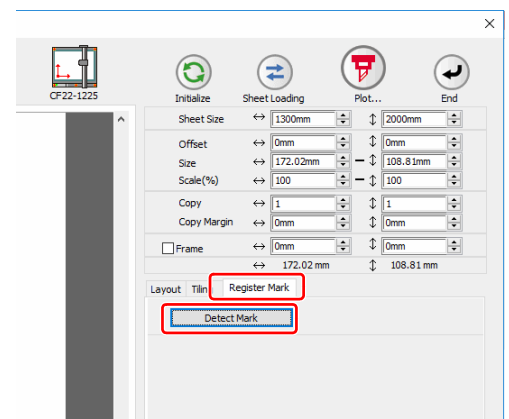 CF22-1225
Initialize Sheet Loading Plot... End
Sheet Size 1300mm 2000mm
Offset 0mm 0mm
Size 172.02mm 108.81mm
Scale(%) 100 100
Copy 1 1
Copy Margin 0mm 0mm
Frame 0mm 0mm
172.02 mm 108.81 mm
Layout Tilin Register Mark
Detect Mark